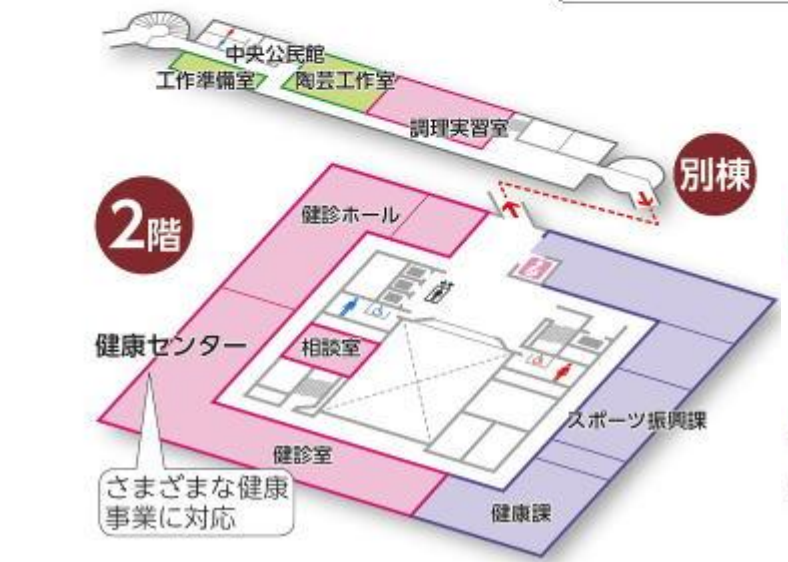 中央公民館
工作準備室
陶芸工作室
調理実習室
別棟
2階
健診ホール
健康センター
相談室
スポーツ振興課
健診室
さまざまな健康
事業に対応
健康課